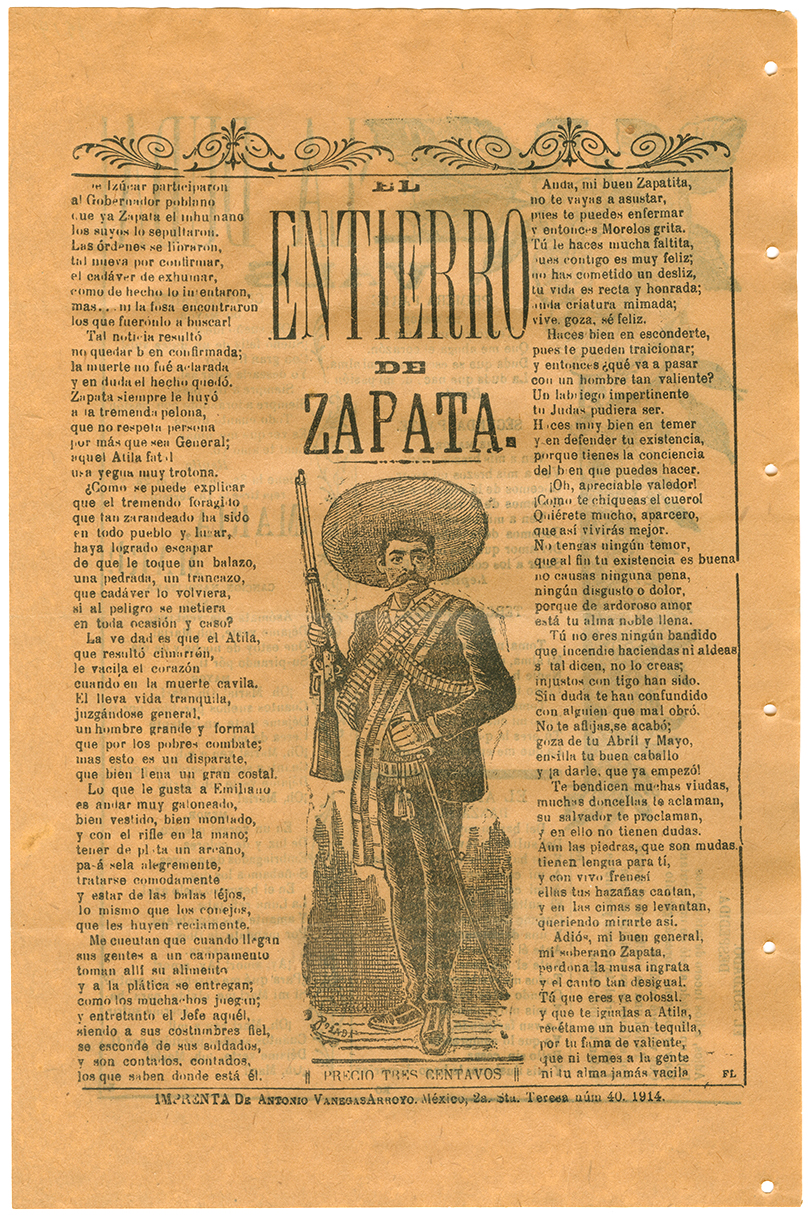 EL
ENTIERRO
DE
ZAPATA.
De Izúcar participaron
al Gobernador poblano
que ya Zapata el inhumano
los suyos lo sepultaron.
Las órdenes se libraron,
tal nueva por confirmar,
el cadáver de exhumar,
como de hecho lo intentaron,
mas... ni la fosa encontraron
los que fuéronlo a buscar!
Tal noticia resultó
no quedar bien confirmada;
la muerte no fué aclarada
y en duda el hecho quedó.
Zapata siempre le huyó
a la tremenda pelona,
que no respeta persona
por más que sea General;
aquel Atila fatal
usa yegua muy trotona.
¿Como se puede explicar
que el tremendo foragido
que tan zarandeado ha sido
en todo pueblo y lugar,
haya logrado escapar
de que le toque un balazo,
una pedrada, un trancazo,
que cadáver lo volviera,
si al peligro se metiera
en toda ocasión y caso?
La verdad es que el Atila,
que resultó cimarrón,
le vacila el corazón
cuando en la muerte cavila.
El lleva vida tranquila,
juzgándose general,
un hombre grande y formal
que por los pobres combate;
mas esto es un disparate,
que bien llena un gran costal.
Lo que le gusta a Emiliano
es andar muy galoneado,
bien vestido, bien montado,
y con el rifle en la mano;
tener de plata un arcano,
pasársela alegremente,
tratarse comodamente
y estar de las balas léjos,
lo mismo que los conejos,
que les huyen reciamente.
Me cuentan que cuando llegan
sus gentes a un campamento
toman allí su alimento
y a la plática se entregan;
como los muchachos juegan;
y entretanto el Jefe aquél,
siendo a sus costumbres fiel,
se esconde de sus soldados,
y son contados, contados,
los que saben donde está él.
Anda, mi buen Zapatita,
no te vayas a asustar,
pues te puedes enfermar
y entonces Morelos grita.
Tú le haces mucha faltita,
pues contigo es muy feliz;
no has cometido un desliz,
tu vida es recta y honrada;
anda criatura mimada;
vive, goza, sé feliz.
Haces bien en esconderte,
pues te pueden traicionar;
y entonces ¿qué va a pasar
con un hombre tan valiente?
Un labriego impertinente
tu Judas pudiera ser.
Haces muy bien en temer
y en defender tu existencia,
porque tienes la conciencia
del bien que puedes hacer.
¡Oh, apreciable valedor!
¡Como te chiqueas el cuero!
Quiérete mucho, aparcero,
que así vivirás mejor.
No tengas ningún temor,
que al fin tu existencia es buena
no causas ninguna pena,
ningún disgusto o dolor,
porque de ardoroso amor
está tu alma noble llena.
Tú no eres ningún bandido
que incendie haciendas ni aldeas
si tal dicen, no lo creas;
injustos con tigo han sido.
Sin duda te han confundido
con alguien que mal obró.
No te aflijas, se acabó;
goza de tu Abril y Mayo,
ensilla tu buen caballo
y ¡a darle, que ya empezó!
Te bendicen muchas viudas,
muchas doncellas te aclaman,
su salvador te proclaman,
y en ello no tienen dudas.
Aun las piedras, que son mudas.
tienen lengua para tí,
y con vivo frenesí
ellas tus hazañas cantan,
y en las cimas se levantan,
queriendo mirarte así.
Adiós, mi buen general,
mi soberano Zapata,
perdona la musa ingrata
y el canto tan desigual.
Tú que eres ya colosal.
y que te igualas a Atila,
recétame un buen tequila,
por tu fama de valiente,
que ni temes a la gente
ni tu alma jamás vacila
FL
PRECIO TRES CENTAVOS
IMPRENTA De Antonio Vanegas Arroyo. México, 2a. Sta. Teresa núm 40. 1914.